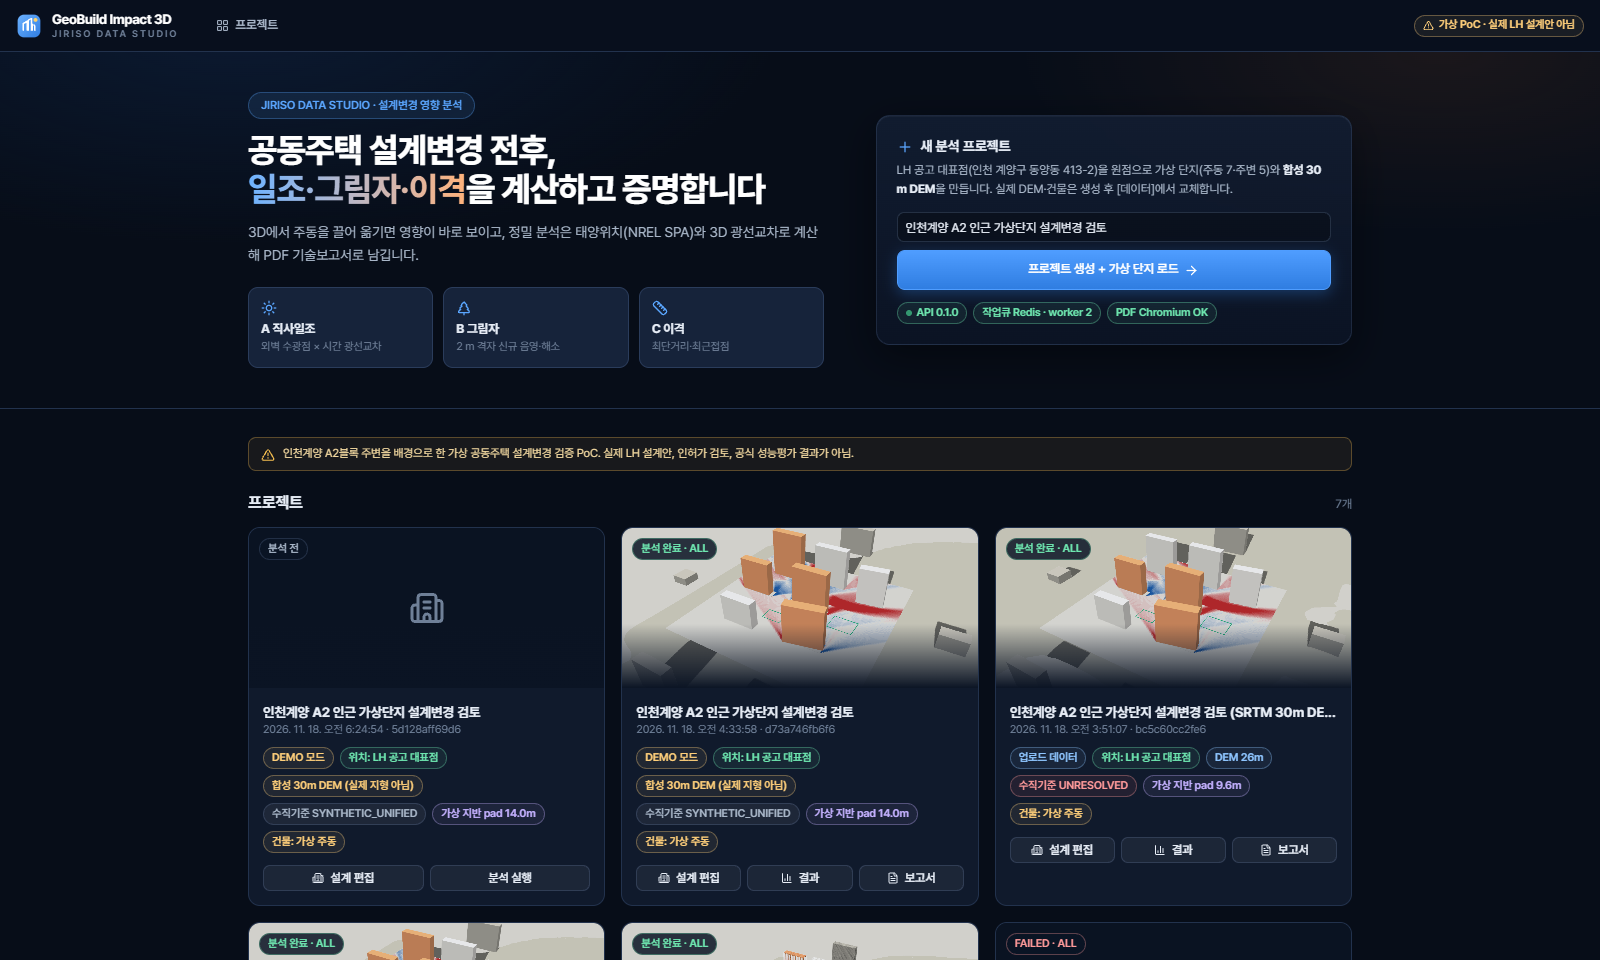 GeoBuild Impact 3D
JIRISO DATA STUDIO
프로젝트
가상 PoC · 실제 LH 설계안 아님
JIRISO DATA STUDIO · 설계변경 영향 분석
공동주택 설계변경 전후,
일조·그림자·이격을 계산하고 증명합니다
3D에서 주동을 끌어 옮기면 영향이 바로 보이고, 정밀 분석은 태양위치(NREL SPA)와 3D 광선교차로 계산
해 PDF 기술보고서로 남깁니다.
A 직사일조
외벽 수광점 × 시간 광선교차
B 그림자
2 m 격자 신규 음영·해소
C 이격
최단거리·최근접점
새 분석 프로젝트
LH 공고 대표점(인천 계양구 동양동 413-2)을 원점으로 가상 단지(주동 7·주변 5)와 합성 30
m DEM을 만듭니다. 실제 DEM·건물은 생성 후 [데이터]에서 교체합니다.
인천계양 A2 인근 가상단지 설계변경 검토
프로젝트 생성 + 가상 단지 로드 →
API 0.1.0
작업큐 Redis · worker 2
PDF Chromium OK
인천계양 A2블록 주변을 배경으로 한 가상 공동주택 설계변경 검증 PoC. 실제 LH 설계안, 인허가 검토, 공식 성능평가 결과가 아님.
프로젝트
7개
분석 전
인천계양 A2 인근 가상단지 설계변경 검토
2026. 11. 18. 오전 6:24:54 · 5d128aff69d6
DEMO 모드
위치: LH 공고 대표점
합성 30m DEM (실제 지형 아님)
수직기준 SYNTHETIC_UNIFIED
가상 지반 pad 14.0m
건물: 가상 주동
설계 편집
분석 실행
분석 완료 · ALL
인천계양 A2 인근 가상단지 설계변경 검토
2026. 11. 18. 오전 4:33:58 · d73a746fb6f6
DEMO 모드
위치: LH 공고 대표점
합성 30m DEM (실제 지형 아님)
수직기준 SYNTHETIC_UNIFIED
가상 지반 pad 14.0m
건물: 가상 주동
설계 편집
결과
보고서
분석 완료 · ALL
인천계양 A2 인근 가상단지 설계변경 검토 (SRTM 30m DE...
2026. 11. 18. 오전 3:51:07 · bc5c60cc2fe6
업로드 데이터
위치: LH 공고 대표점
DEM 26m
수직기준 UNRESOLVED
가상 지반 pad 9.6m
건물: 가상 주동
설계 편집
결과
보고서
분석 완료 · ALL
분석 완료 · ALL
FAILED · ALL